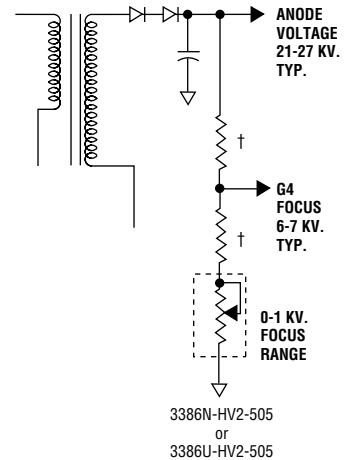 ANODE
VOLTAGE
21-27 KV.
TYP.
†
G4
FOCUS
6-7 KV.
TYP.
†
0-1 KV.
FOCUS
RANGE
3386N-HV2-505
or
3386U-HV2-505